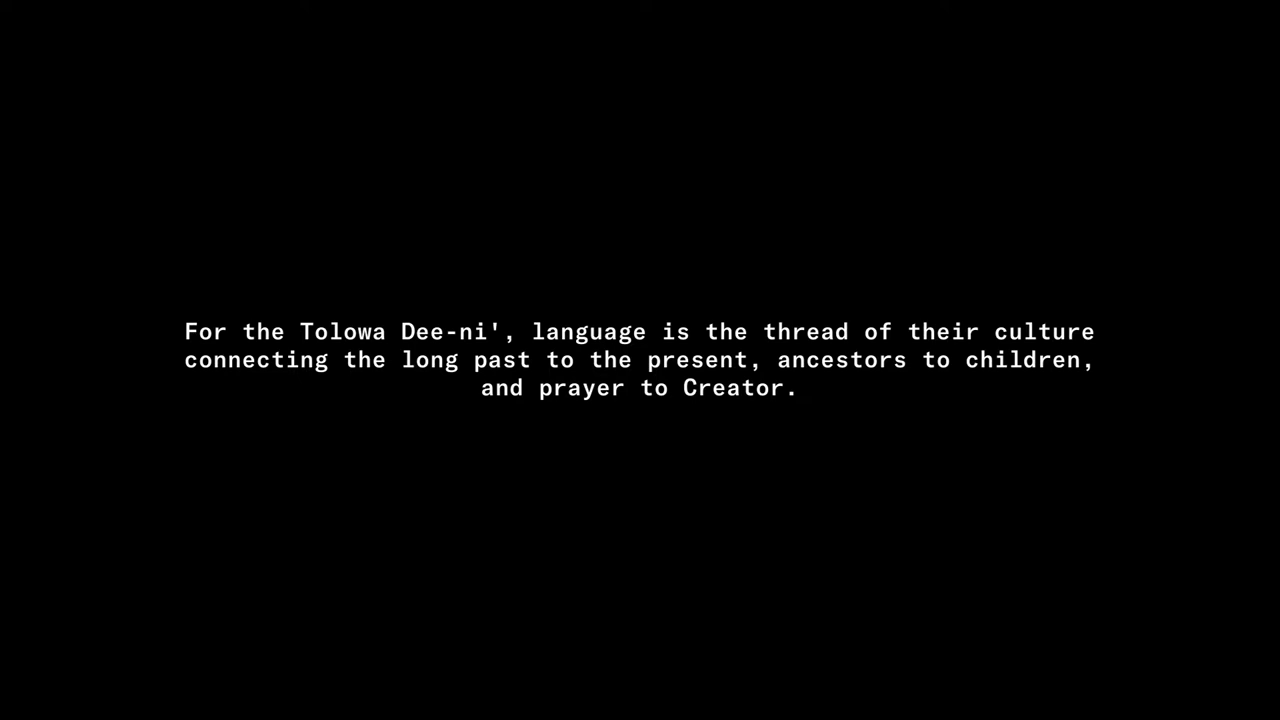 For the Tolowa Dee-ni', language is the thread of their culture
connecting the long past to the present, ancestors to children,
and prayer to Creator.